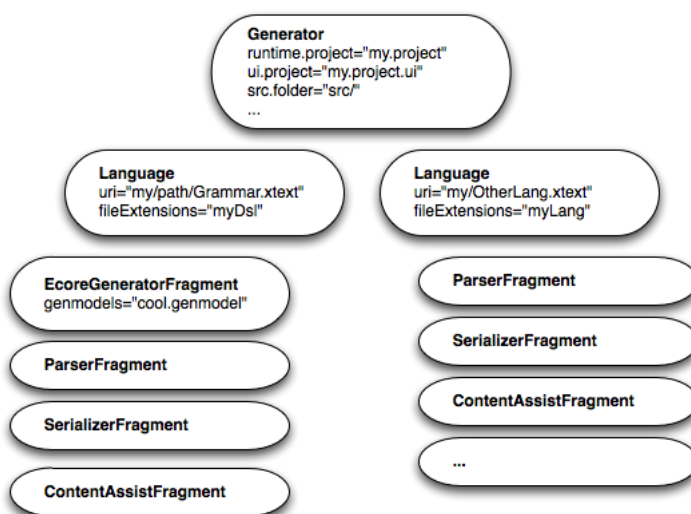 Generator
runtime.project="my.project"
ui.project="my.project.ui"
src.folder="src/"
...
Language
uri="my/path/Grammar.xtext"
fileExtensions="myDsl"
Language
uri="my/OtherLang.xtext"
fileExtensions="myLang"
EcoreGeneratorFragment
genmodels="cool.genmodel"
ParserFragment
SerializerFragment
ContentAssistFragment
ParserFragment
SerializerFragment
ContentAssistFragment
...